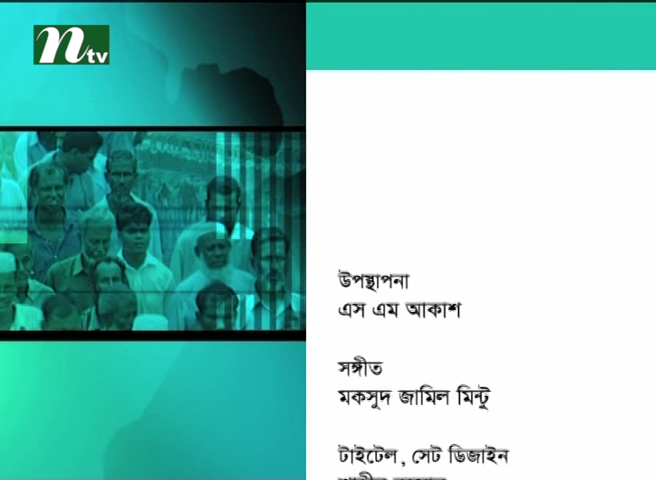 ntv
উপস্থাপনা
এস এম আকাশ
সঙ্গীত
মকসুদ জামিল মিন্টু
টাইটেল, সেট ডিজাইন